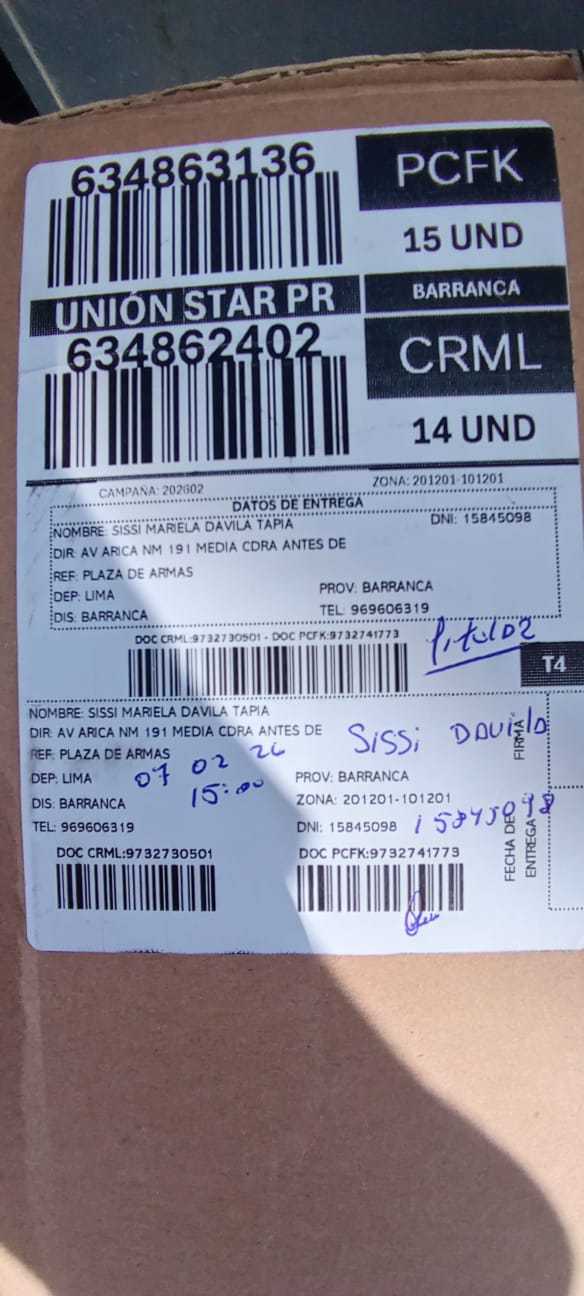 634863136
PCFK
15 UND
UNIÓN STAR PR
BARRANCA
634862402
CRML
14 UND
CAMPAÑA: 202602
ZONA: 201201-101201
DATOS DE ENTREGA
NOMBRE: SISSI MARIELA DAVILA TAPIA
DNI: 15845098
DIR: AV ARICA NM 191 MEDIA CDRA ANTES DE
REF: PLAZA DE ARMAS
DEP: LIMA
PROV: BARRANCA
DIS: BARRANCA
TEL: 969606319
DOC CRML:9732730501 - DOC PCFK:9732741773
T4
NOMBRE: SISSI MARIELA DAVILA TAPIA
DIR: AV ARICA NM 191 MEDIA CDRA ANTES DE
Sissi DAVila
FIRMA
REF: PLAZA DE ARMAS
07 02 26
DEP: LIMA
PROV: BARRANCA
15:00
DIS: BARRANCA
ZONA: 201201-101201
TEL: 969606319
DNI: 15845098
15845098
FECHA DE
ENTREGA
DOC CRML:9732730501
DOC PCFK:9732741773